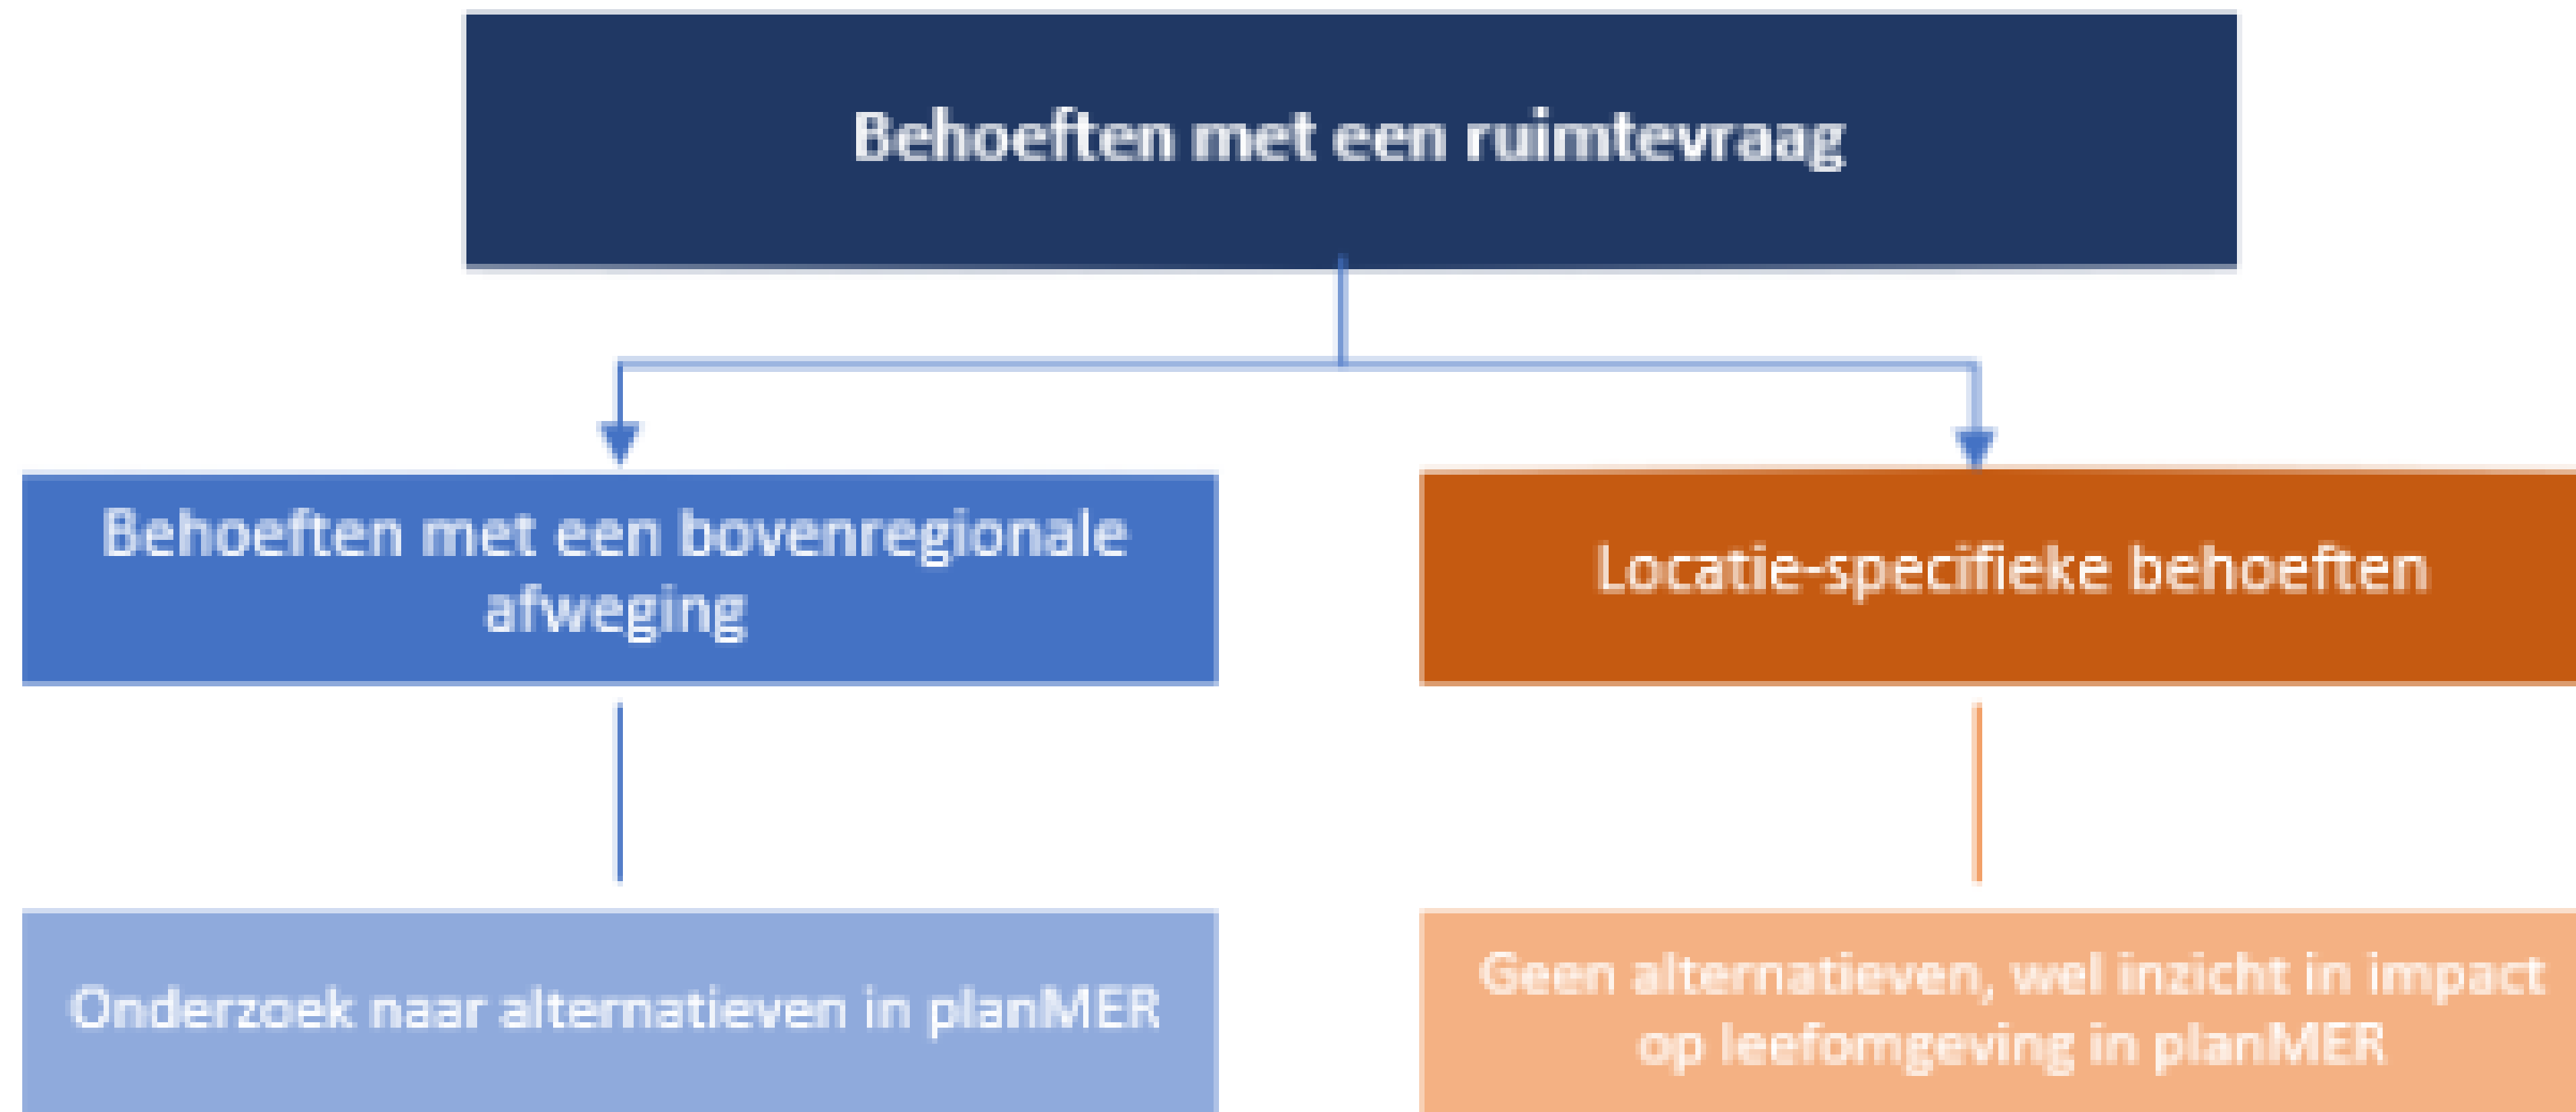 Behoeften met een ruimtevraag
Behoeften met een bovenregionale
afweging
Locatie-specifieke behoeften
Onderzoek naar alternatieven in planMER
Geen alternatieven, wel inzicht in impact
op leefomgeving in planMER